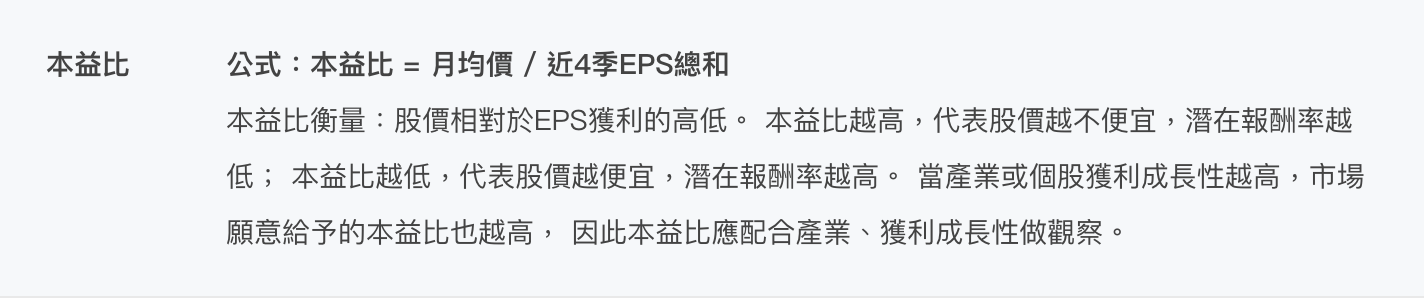 本益比
公式：本益比 = 月均價 / 近4季EPS總和
本益比衡量：股價相對於EPS獲利的高低。 本益比越高，代表股價越不便宜，潛在報酬率越
低； 本益比越低，代表股價越便宜，潛在報酬率越高。 當產業或個股獲利成長性越高，市場
願意給予的本益比也越高， 因此本益比應配合產業、獲利成長性做觀察。